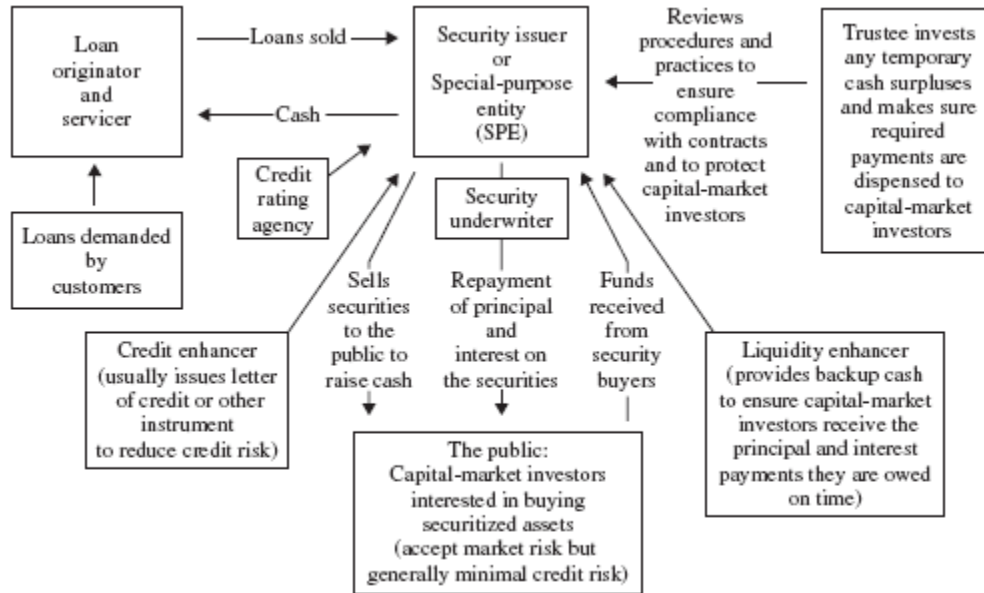 Loan
originator
and
servicer
Loans sold
Cash
Security issuer
or
Special-purpose
entity
(SPE)
Reviews
procedures and
practices to
ensure
compliance
with contracts
and to protect
capital-market
investors
Trustee invests
any temporary
cash surpluses
and makes sure
required
payments are
dispensed to
capital-market
investors
Credit
rating
agency
Security
underwriter
Loans demanded
by
customers
Sells
securities
to the
public to
raise cash
Repayment
of principal
and
interest on
the securities
Funds
received
from
security
buyers
Credit enhancer
(usually issues letter
of credit or other
instrument
to reduce credit risk)
Liquidity enhancer
(provides backup cash
to ensure capital-market
investors receive the
principal and interest
payments they are owed
on time)
The public:
Capital-market investors
interested in buying
securitized assets
(accept market risk but
generally minimal credit risk)